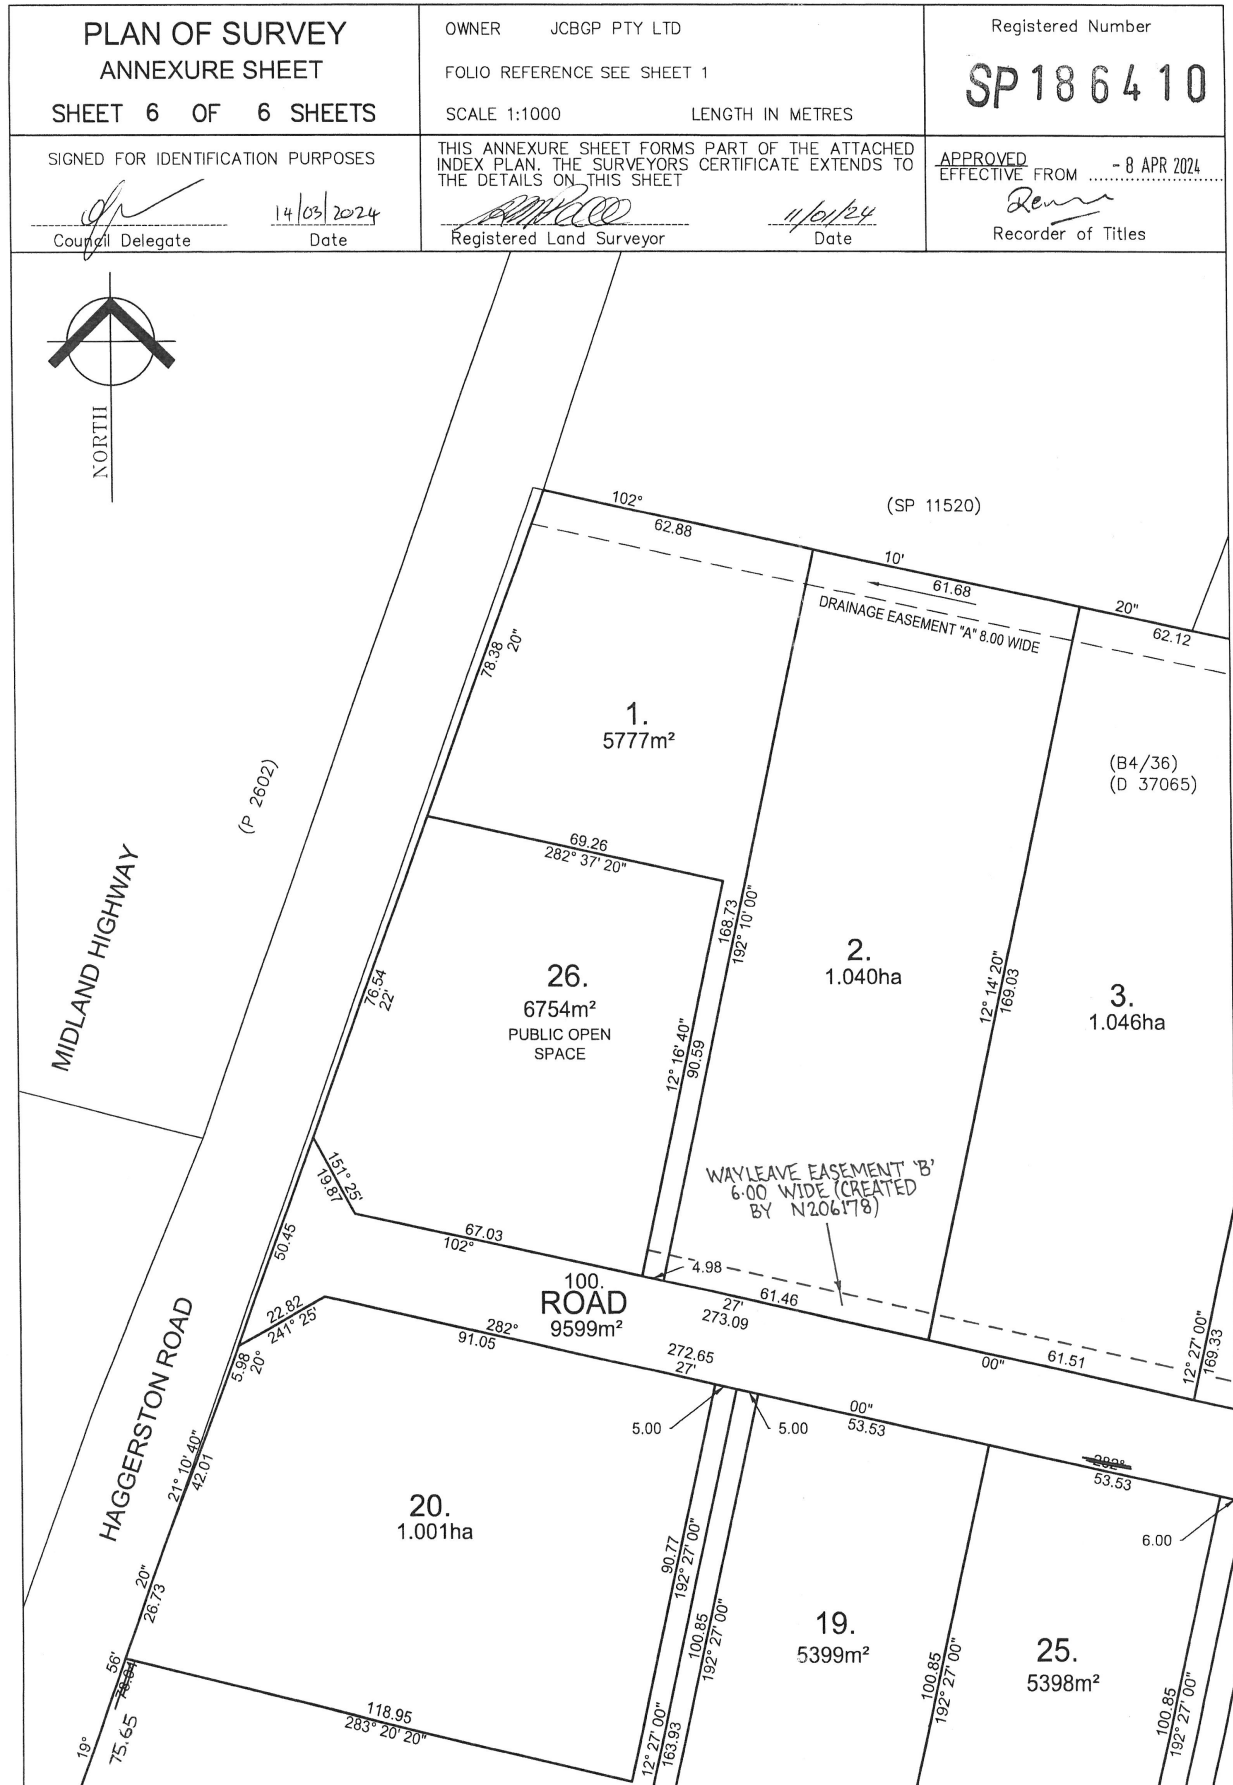 PLAN OF SURVEY
ANNEXURE SHEET
SHEET 6 OF 6 SHEETS
OWNER JCBGP PTY LTD
FOLIO REFERENCE SEE SHEET 1
SCALE 1:1000 LENGTH IN METRES
Registered Number
SP186410
SIGNED FOR IDENTIFICATION PURPOSES
14/03/2024
Council Delegate Date
THIS ANNEXURE SHEET FORMS PART OF THE ATTACHED
INDEX PLAN. THE SURVEYORS CERTIFICATE EXTENDS TO
THE DETAILS ON THIS SHEET
11/01/24
Registered Land Surveyor Date
APPROVED
EFFECTIVE FROM - 8 APR 2024
Recorder of Titles
NORTH
102°
62.88
(SP 11520)
10'
61.68
20"
62.12
DRAINAGE EASEMENT "A" 8.00 WIDE
78.38
20"
1.
5777m²
(B4/36)
(D 37065)
(P 2602)
69.26
282° 37' 20"
MIDLAND HIGHWAY
168.73
192° 10' 00"
2.
1.040ha
12° 14' 20"
169.03
3.
1.046ha
76.54
22'
26.
6754m²
PUBLIC OPEN
SPACE
12° 16' 40"
90.59
WAYLEAVE EASEMENT 'B'
6.00 WIDE (CREATED
BY N206178)
151° 25'
19.87
50.45
67.03
102°
4.98
100.
ROAD
9599m²
61.46
27'
273.09
00"
61.51
12° 27' 00"
169.33
22.82
241° 25'
5.98
20°
282°
91.05
272.65
27'
HAGGERSTON ROAD
5.00
5.00
00"
53.53
282°
53.53
6.00
21° 10' 40"
42.01
20.
1.001ha
90.77
192° 27' 00"
20"
26.73
100.85
192° 27' 00"
19.
5399m²
100.85
192° 27' 00"
25.
5398m²
100.85
192° 27' 00"
56'
78.04
75.65
19°
118.95
283° 20' 20"
12° 27' 00"
163.93